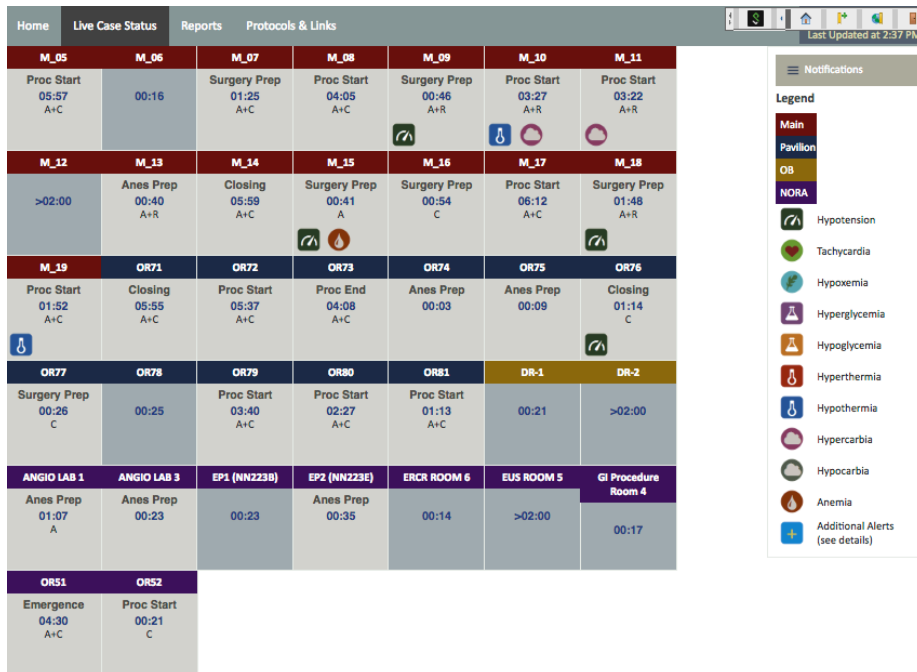 Home Live Case Status Reports Protocols & Links
Last Updated at 2:37 PM
M_05 M_06 M_07 M_08 M_09 M_10 M_11
Proc Start Surgery Prep Proc Start Surgery Prep Proc Start Proc Start
05:57 00:16 01:25 04:05 00:46 03:27 03:22
A+C A+C A+C A+R A+R A+R
M_12 M_13 M_14 M_15 M_16 M_17 M_18
Anes Prep Closing Surgery Prep Surgery Prep Proc Start Surgery Prep
>02:00 00:40 05:59 00:41 00:54 06:12 01:48
A+R A+C A C A+C A+R
M_19 OR71 OR72 OR73 OR74 OR75 OR76
Proc Start Closing Proc Start Proc End Anes Prep Anes Prep Closing
01:52 05:55 05:37 04:08 00:03 00:09 01:14
A+C A+C A+C A+C C
OR77 OR78 OR79 OR80 OR81 DR-1 DR-2
Surgery Prep Proc Start Proc Start Proc Start
00:26 00:25 03:40 02:27 01:13 00:21 >02:00
C A+C A+C A+C
ANGIO LAB 1 ANGIO LAB 3 EP1 (NN223B) EP2 (NN223E) ERCR ROOM 6 EUS ROOM 5 GI Procedure
Room 4
Anes Prep Anes Prep Anes Prep
01:07 00:23 00:23 00:35 00:14 >02:00 00:17
A
OR51 OR52
Emergence Proc Start
04:30 00:21
A+C C
Notifications
Legend
Main
Pavilion
OB
NORA
Hypotension
Tachycardia
Hypoxemia
Hyperglycemia
Hypoglycemia
Hyperthermia
Hypothermia
Hypercarbia
Hypocarbia
Anemia
Additional Alerts
(see details)